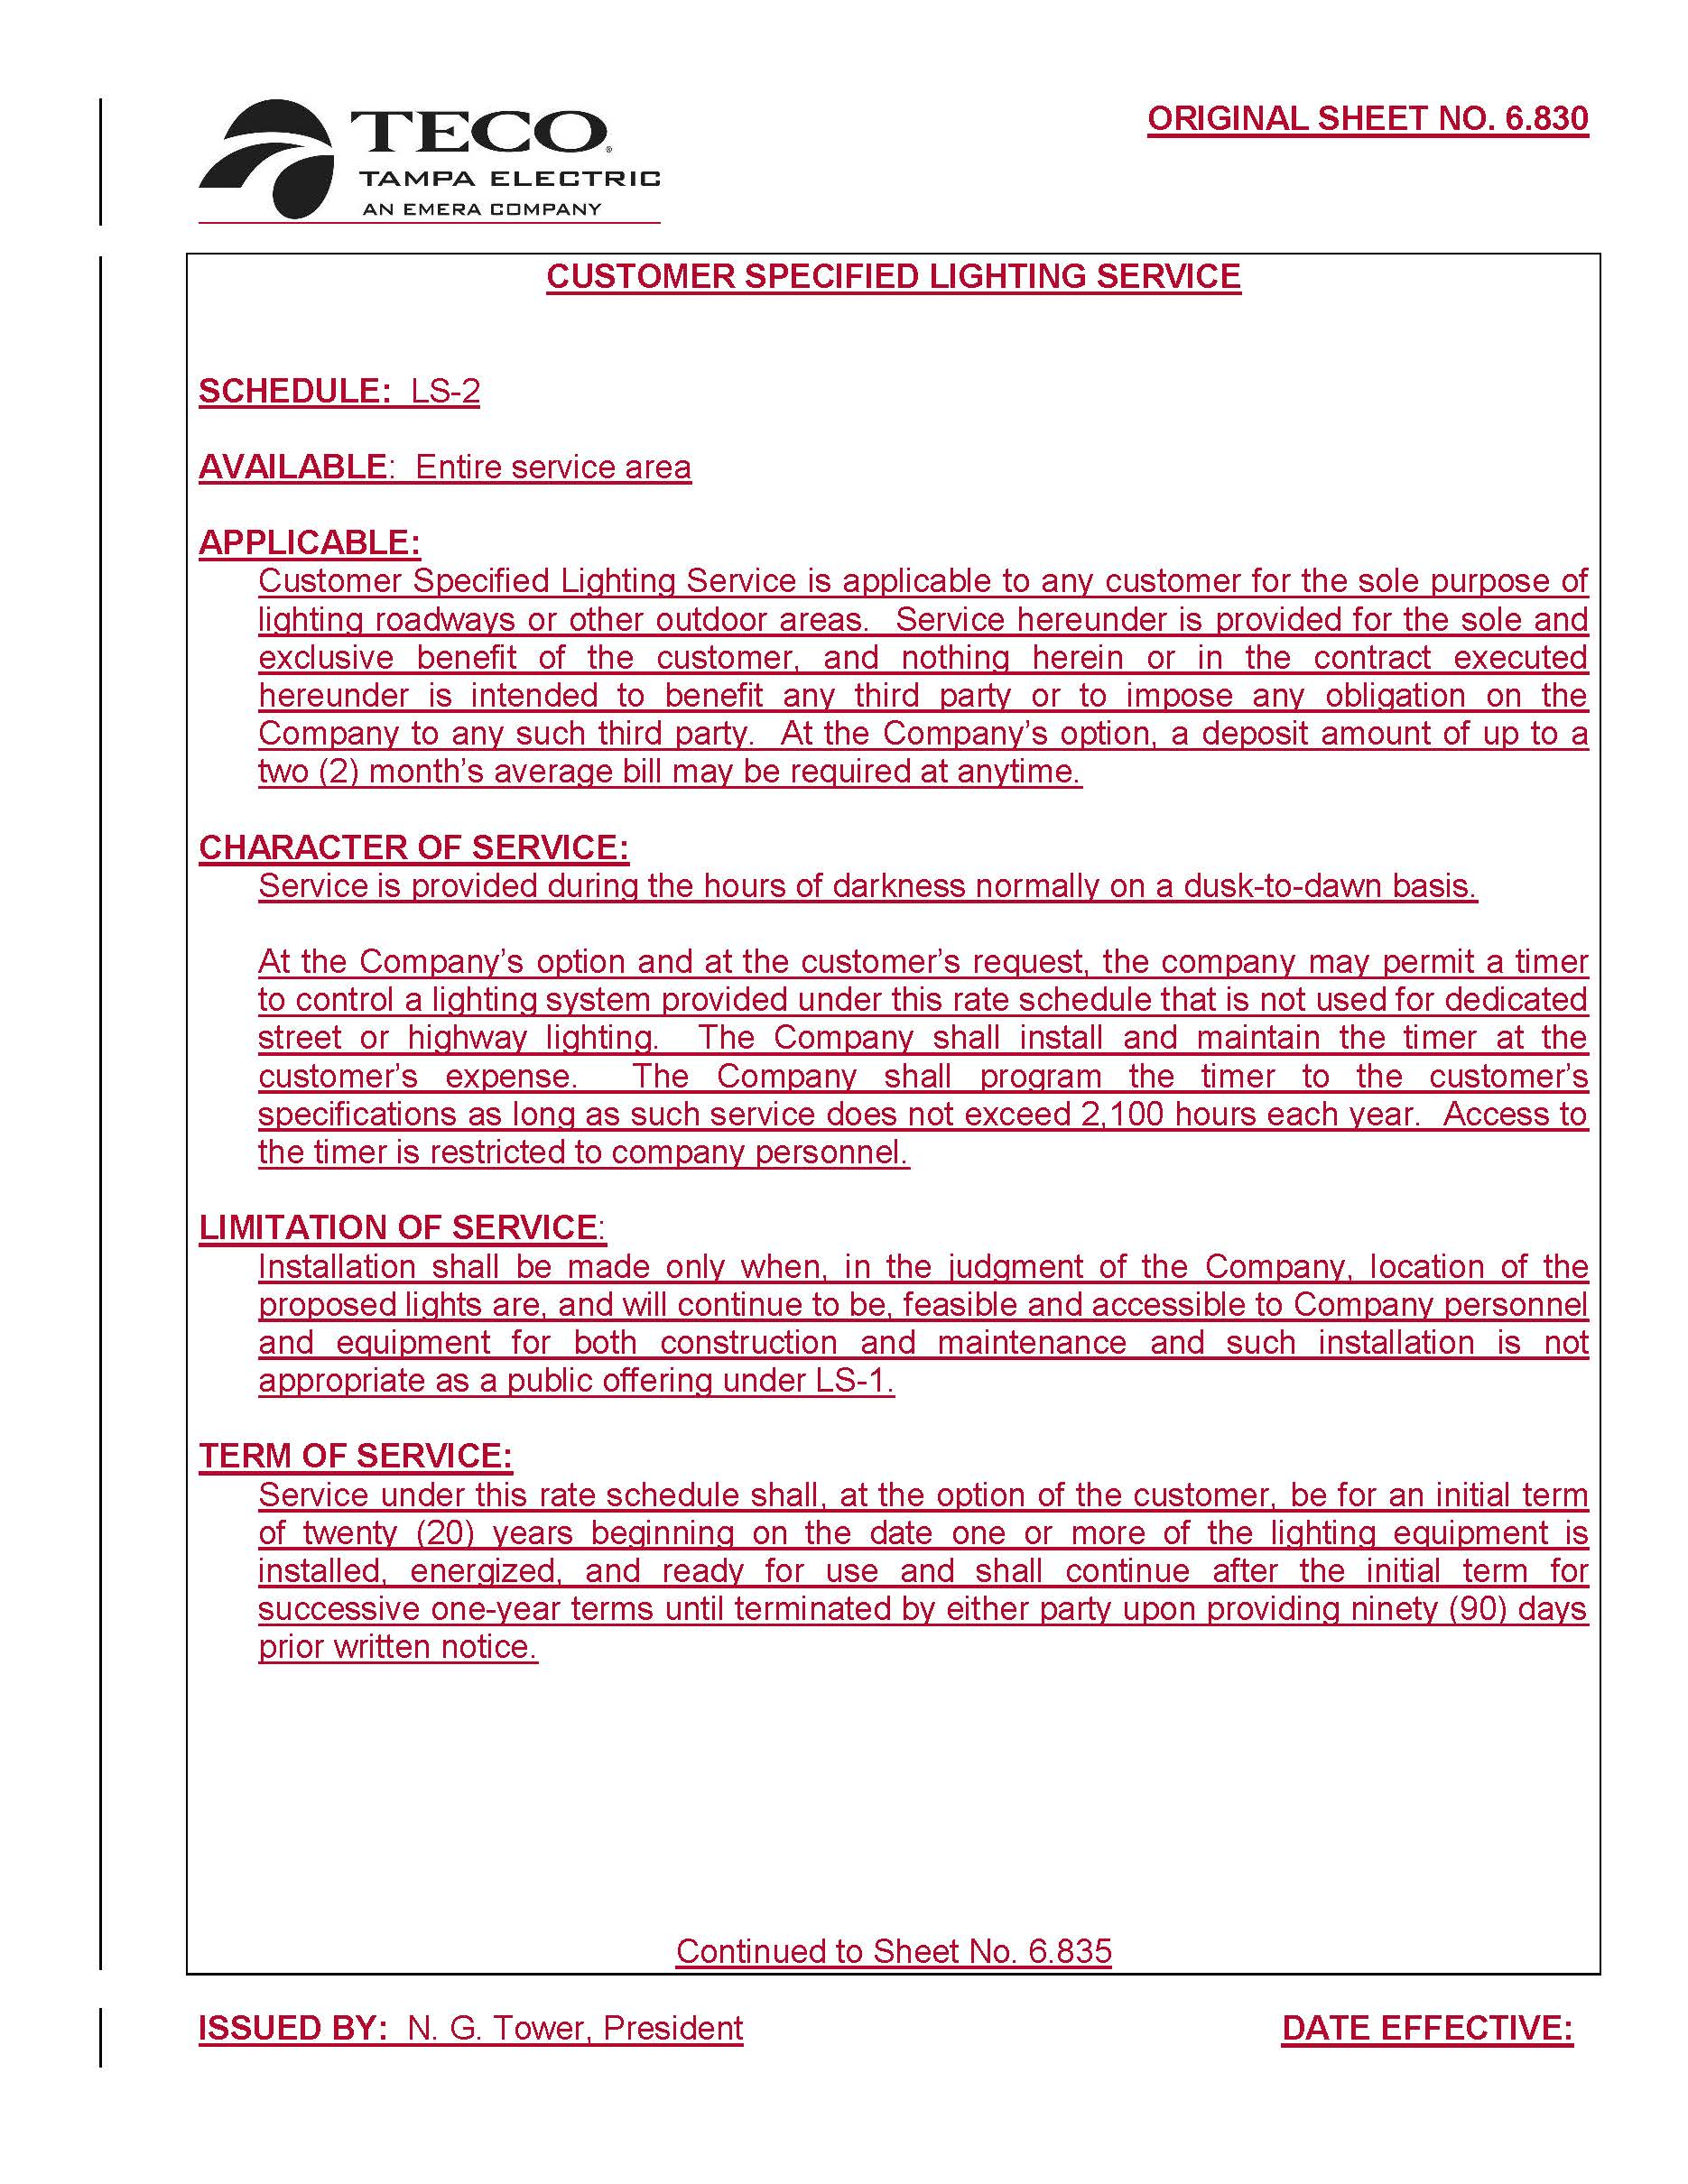 TECO®
TAMPA ELECTRIC
AN EMERA COMPANY
ORIGINAL SHEET NO. 6.830
CUSTOMER SPECIFIED LIGHTING SERVICE
SCHEDULE: LS-2
AVAILABLE: Entire service area
APPLICABLE:
Customer Specified Lighting Service is applicable to any customer for the sole purpose of
lighting roadways or other outdoor areas. Service hereunder is provided for the sole and
exclusive benefit of the customer, and nothing herein or in the contract executed
hereunder is intended to benefit any third party or to impose any obligation on the
Company to any such third party. At the Company’s option, a deposit amount of up to a
two (2) month’s average bill may be required at anytime.
CHARACTER OF SERVICE:
Service is provided during the hours of darkness normally on a dusk-to-dawn basis.
At the Company’s option and at the customer’s request, the company may permit a timer
to control a lighting system provided under this rate schedule that is not used for dedicated
street or highway lighting. The Company shall install and maintain the timer at the
customer’s expense. The Company shall program the timer to the customer’s
specifications as long as such service does not exceed 2,100 hours each year. Access to
the timer is restricted to company personnel.
LIMITATION OF SERVICE:
Installation shall be made only when, in the judgment of the Company, location of the
proposed lights are, and will continue to be, feasible and accessible to Company personnel
and equipment for both construction and maintenance and such installation is not
appropriate as a public offering under LS-1.
TERM OF SERVICE:
Service under this rate schedule shall, at the option of the customer, be for an initial term
of twenty (20) years beginning on the date one or more of the lighting equipment is
installed, energized, and ready for use and shall continue after the initial term for
successive one-year terms until terminated by either party upon providing ninety (90) days
prior written notice.
Continued to Sheet No. 6.835
ISSUED BY: N. G. Tower, President
DATE EFFECTIVE: